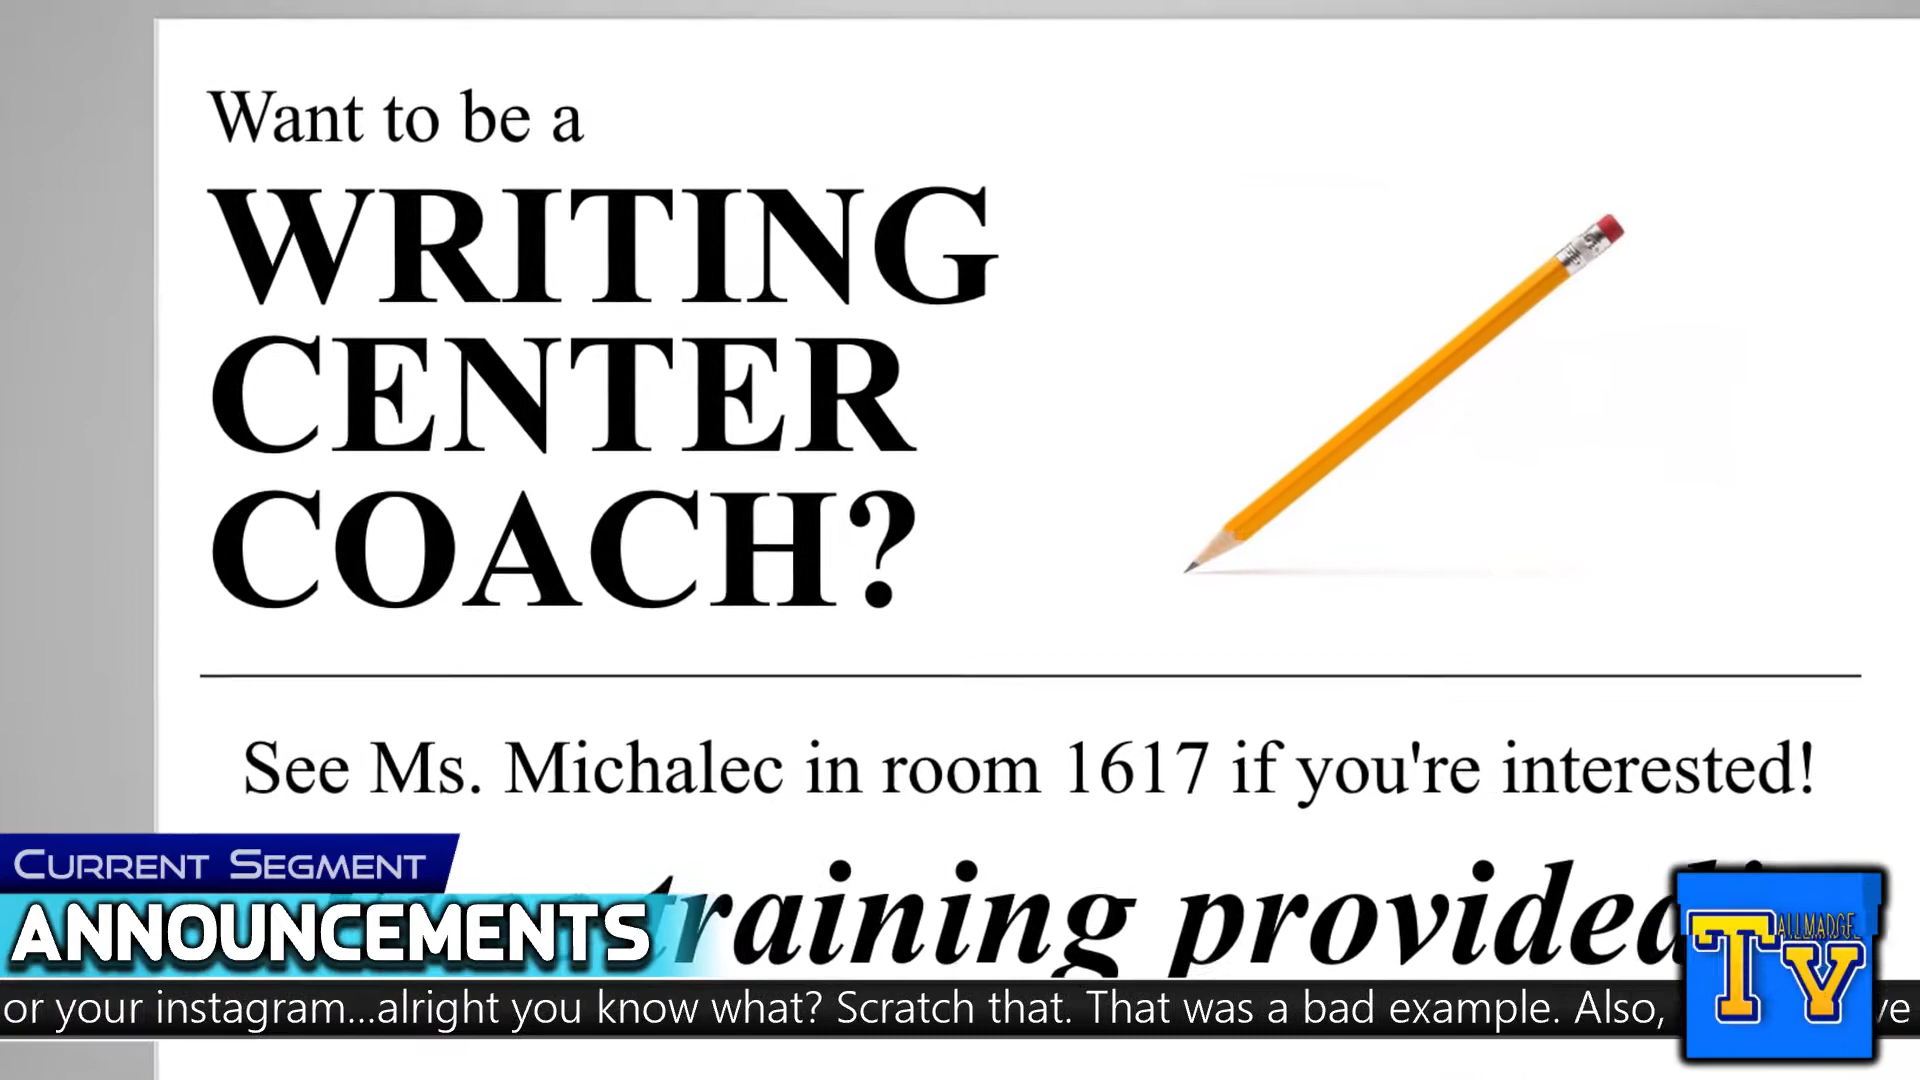 Want to be a
WRITING
CENTER
COACH?
See Ms. Michalec in room 1617 if you're interested!
training provided
CURRENT SEGMENT
ANNOUNCEMENTS
TALLMADGE
TV
or your instagram...alright you know what? Scratch that. That was a bad example. Also,